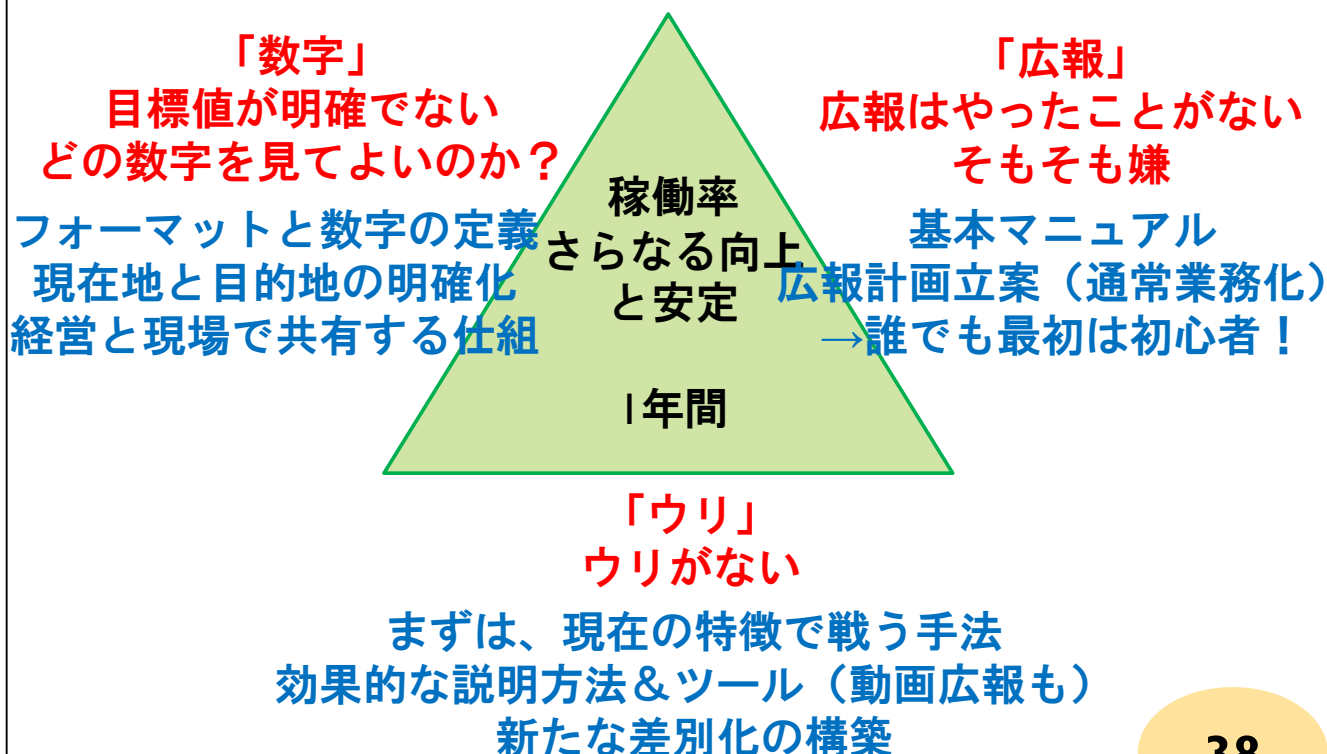 「数字」
目標値が明確でない
どの数字を見てよいのか？
フォーマットと数字の定義
現在地と目的地の明確化
経営と現場で共有する仕組
稼働率
さらなる向上
と安定
1年間
「広報」
広報はやったことがない
そもそも嫌
基本マニュアル
広報計画立案（通常業務化）
→誰でも最初は初心者！
「ウリ」
ウリがない
まずは、現在の特徴で戦う手法
効果的な説明方法＆ツール（動画広報も）
新たな差別化の構築
38